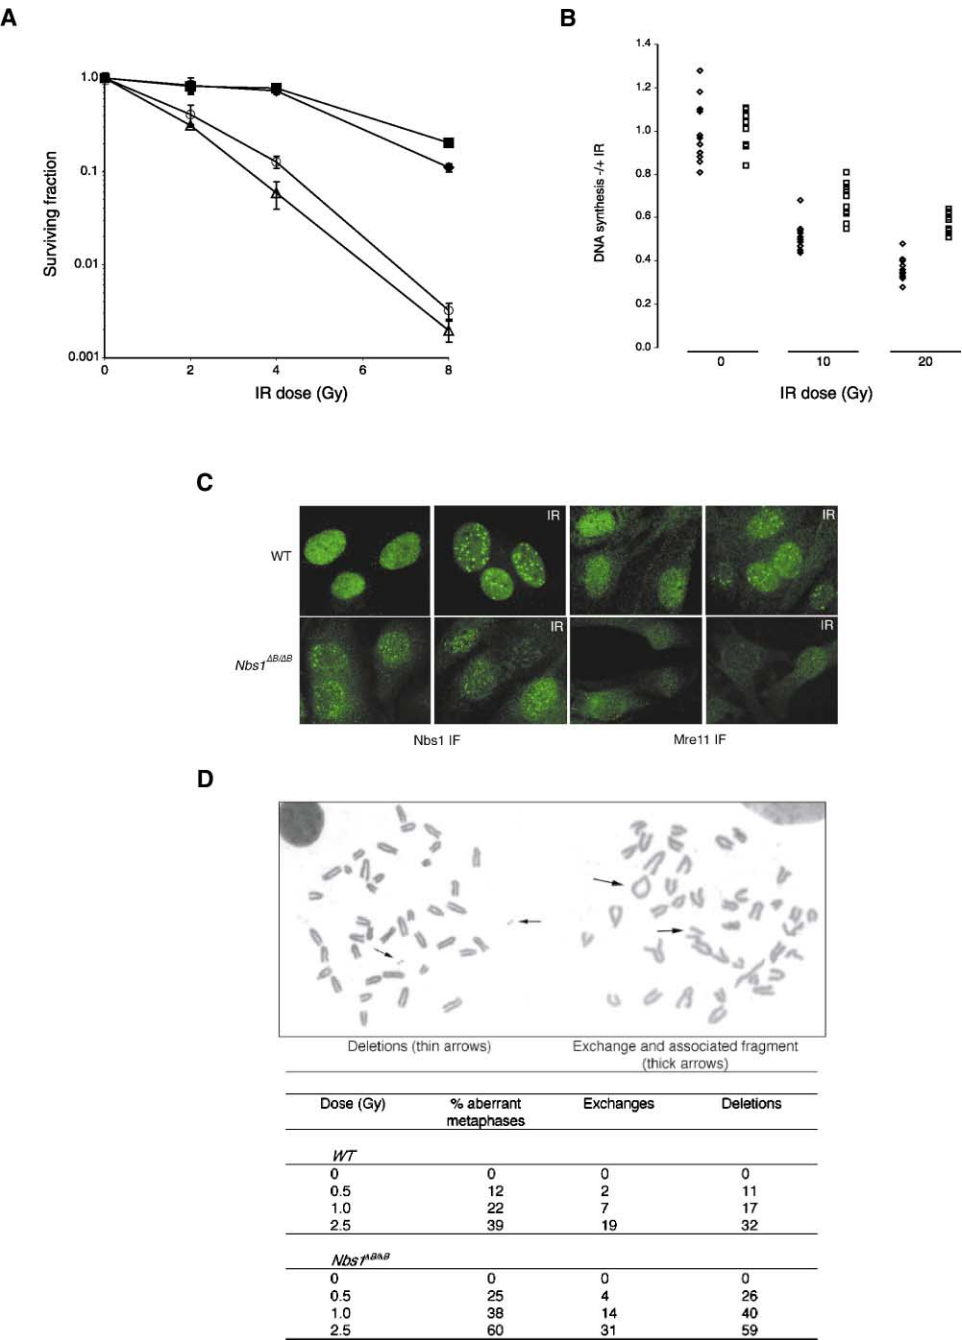 A
Surviving fraction
1.0
0.1
0.01
0.001
0 2 4 6 8
IR dose (Gy)
B
DNA synthesis -/+ IR
1.4
1.2
1.0
0.8
0.6
0.4
0.2
0.0
0 10 20
IR dose (Gy)
C
IR IR
WT
IR IR
Nbs1ΔB/ΔB
Nbs1 IF Mre11 IF
D
Deletions (thin arrows) Exchange and associated fragment
(thick arrows)
Dose (Gy) % aberrant Exchanges Deletions
metaphases
WT
0 0 0 0
0.5 12 2 11
1.0 22 7 17
2.5 39 19 32
Nbs1ΔB/ΔB
0 0 0 0
0.5 25 4 26
1.0 38 14 40
2.5 60 31 59